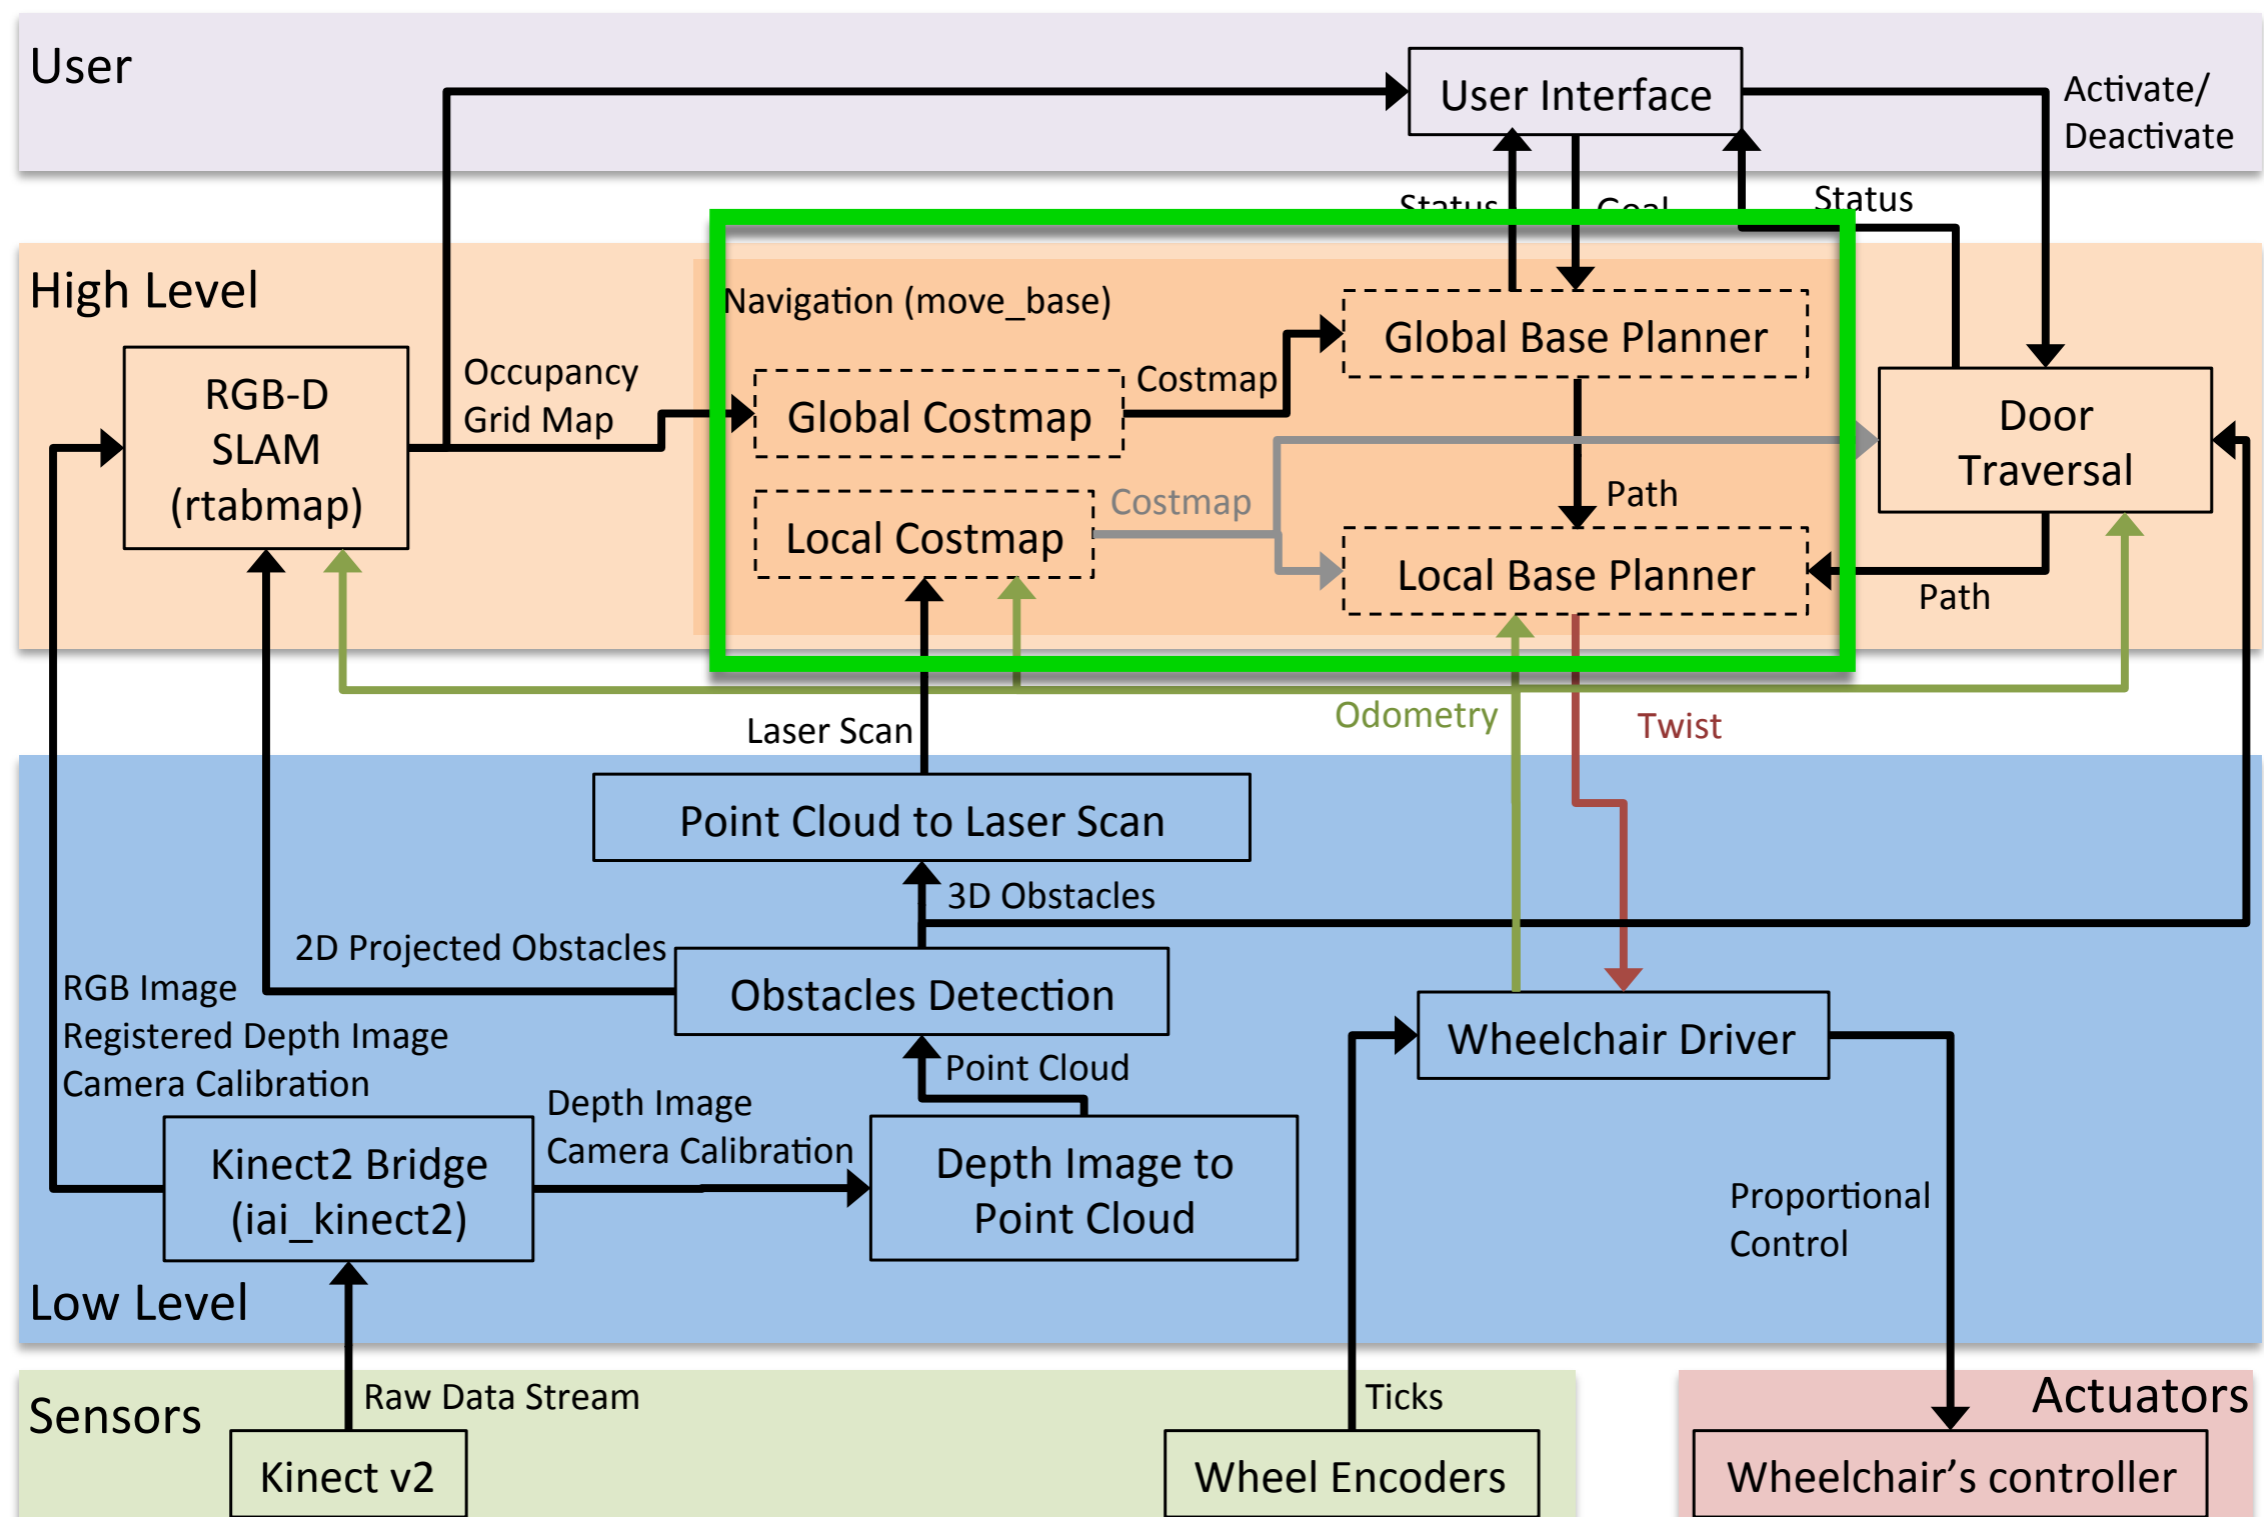 User
User Interface
Activate/
Deactivate
Status
Goal
Status
High Level
Navigation (move_base)
Global Base Planner
RGB-D
SLAM
(rtabmap)
Occupancy
Grid Map
Costmap
Global Costmap
Door
Traversal
Costmap
Path
Local Costmap
Local Base Planner
Path
Odometry
Twist
Laser Scan
Point Cloud to Laser Scan
3D Obstacles
2D Projected Obstacles
RGB Image
Registered Depth Image
Camera Calibration
Obstacles Detection
Wheelchair Driver
Point Cloud
Depth Image
Camera Calibration
Kinect2 Bridge
(iai_kinect2)
Depth Image to
Point Cloud
Proportional
Control
Low Level
Sensors
Raw Data Stream
Ticks
Actuators
Kinect v2
Wheel Encoders
Wheelchair’s controller